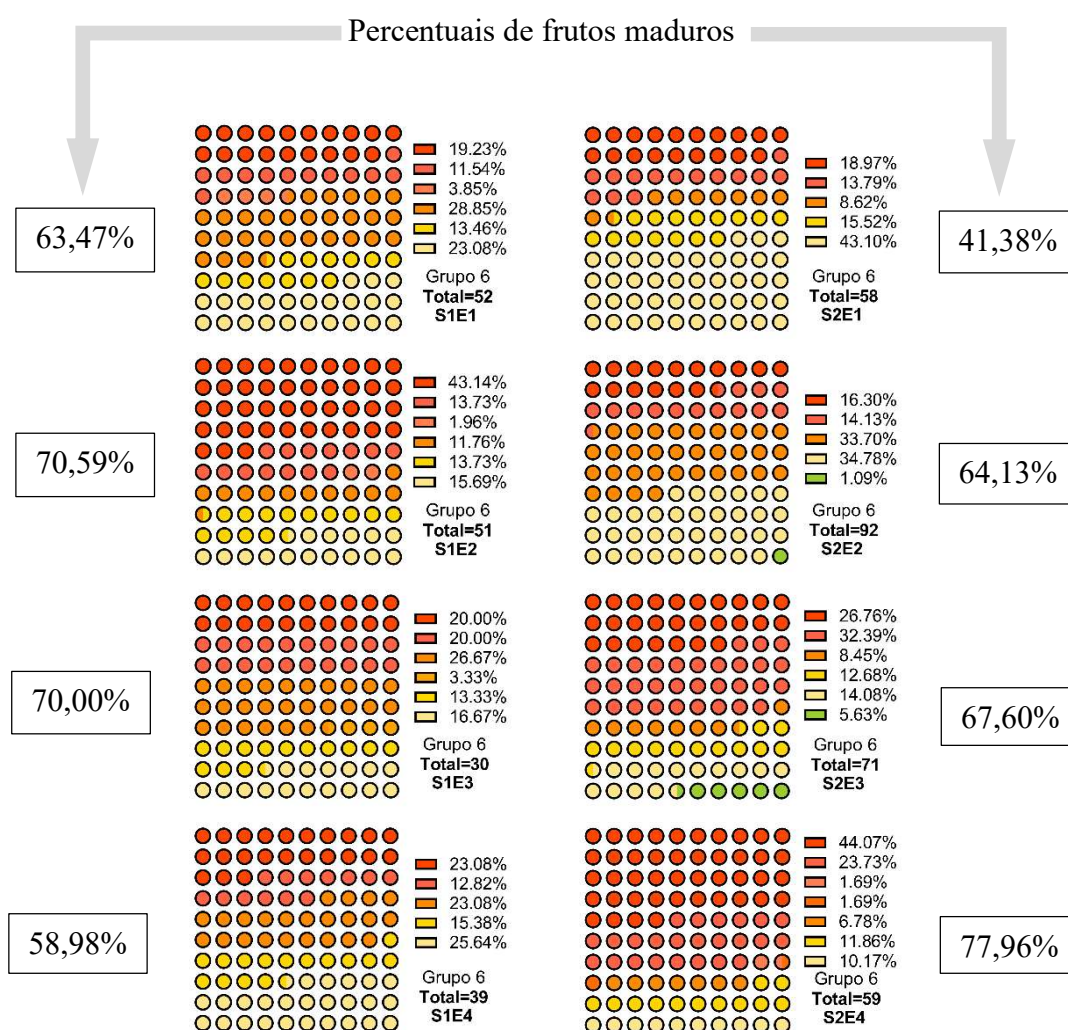 Percentuais de frutos maduros
63,47%
19.23%
11.54%
3.85%
28.85%
13.46%
23.08%
Grupo 6
Total=52
S1E1
18.97%
13.79%
8.62%
15.52%
43.10%
Grupo 6
Total=58
S2E1
41,38%
70,59%
43.14%
13.73%
1.96%
11.76%
13.73%
15.69%
Grupo 6
Total=51
S1E2
16.30%
14.13%
33.70%
34.78%
1.09%
Grupo 6
Total=92
S2E2
64,13%
70,00%
20.00%
20.00%
26.67%
3.33%
13.33%
16.67%
Grupo 6
Total=30
S1E3
26.76%
32.39%
8.45%
12.68%
14.08%
5.63%
Grupo 6
Total=71
S2E3
67,60%
58,98%
23.08%
12.82%
23.08%
15.38%
25.64%
Grupo 6
Total=39
S1E4
44.07%
23.73%
1.69%
1.69%
6.78%
11.86%
10.17%
Grupo 6
Total=59
S2E4
77,96%